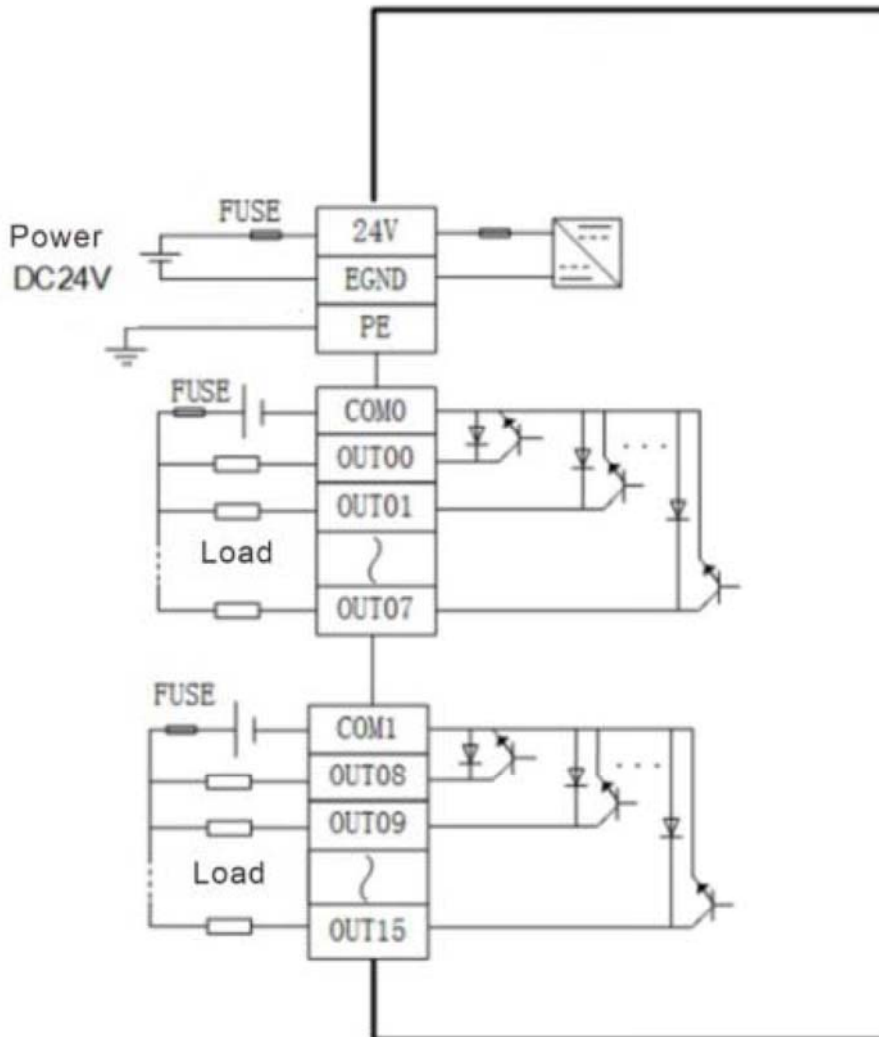 FUSE
24V
Power
DC24V
EGND
PE
FUSE
COM0
OUT00
OUT01
Load
OUT07
FUSE
COM1
OUT08
OUT09
Load
OUT15